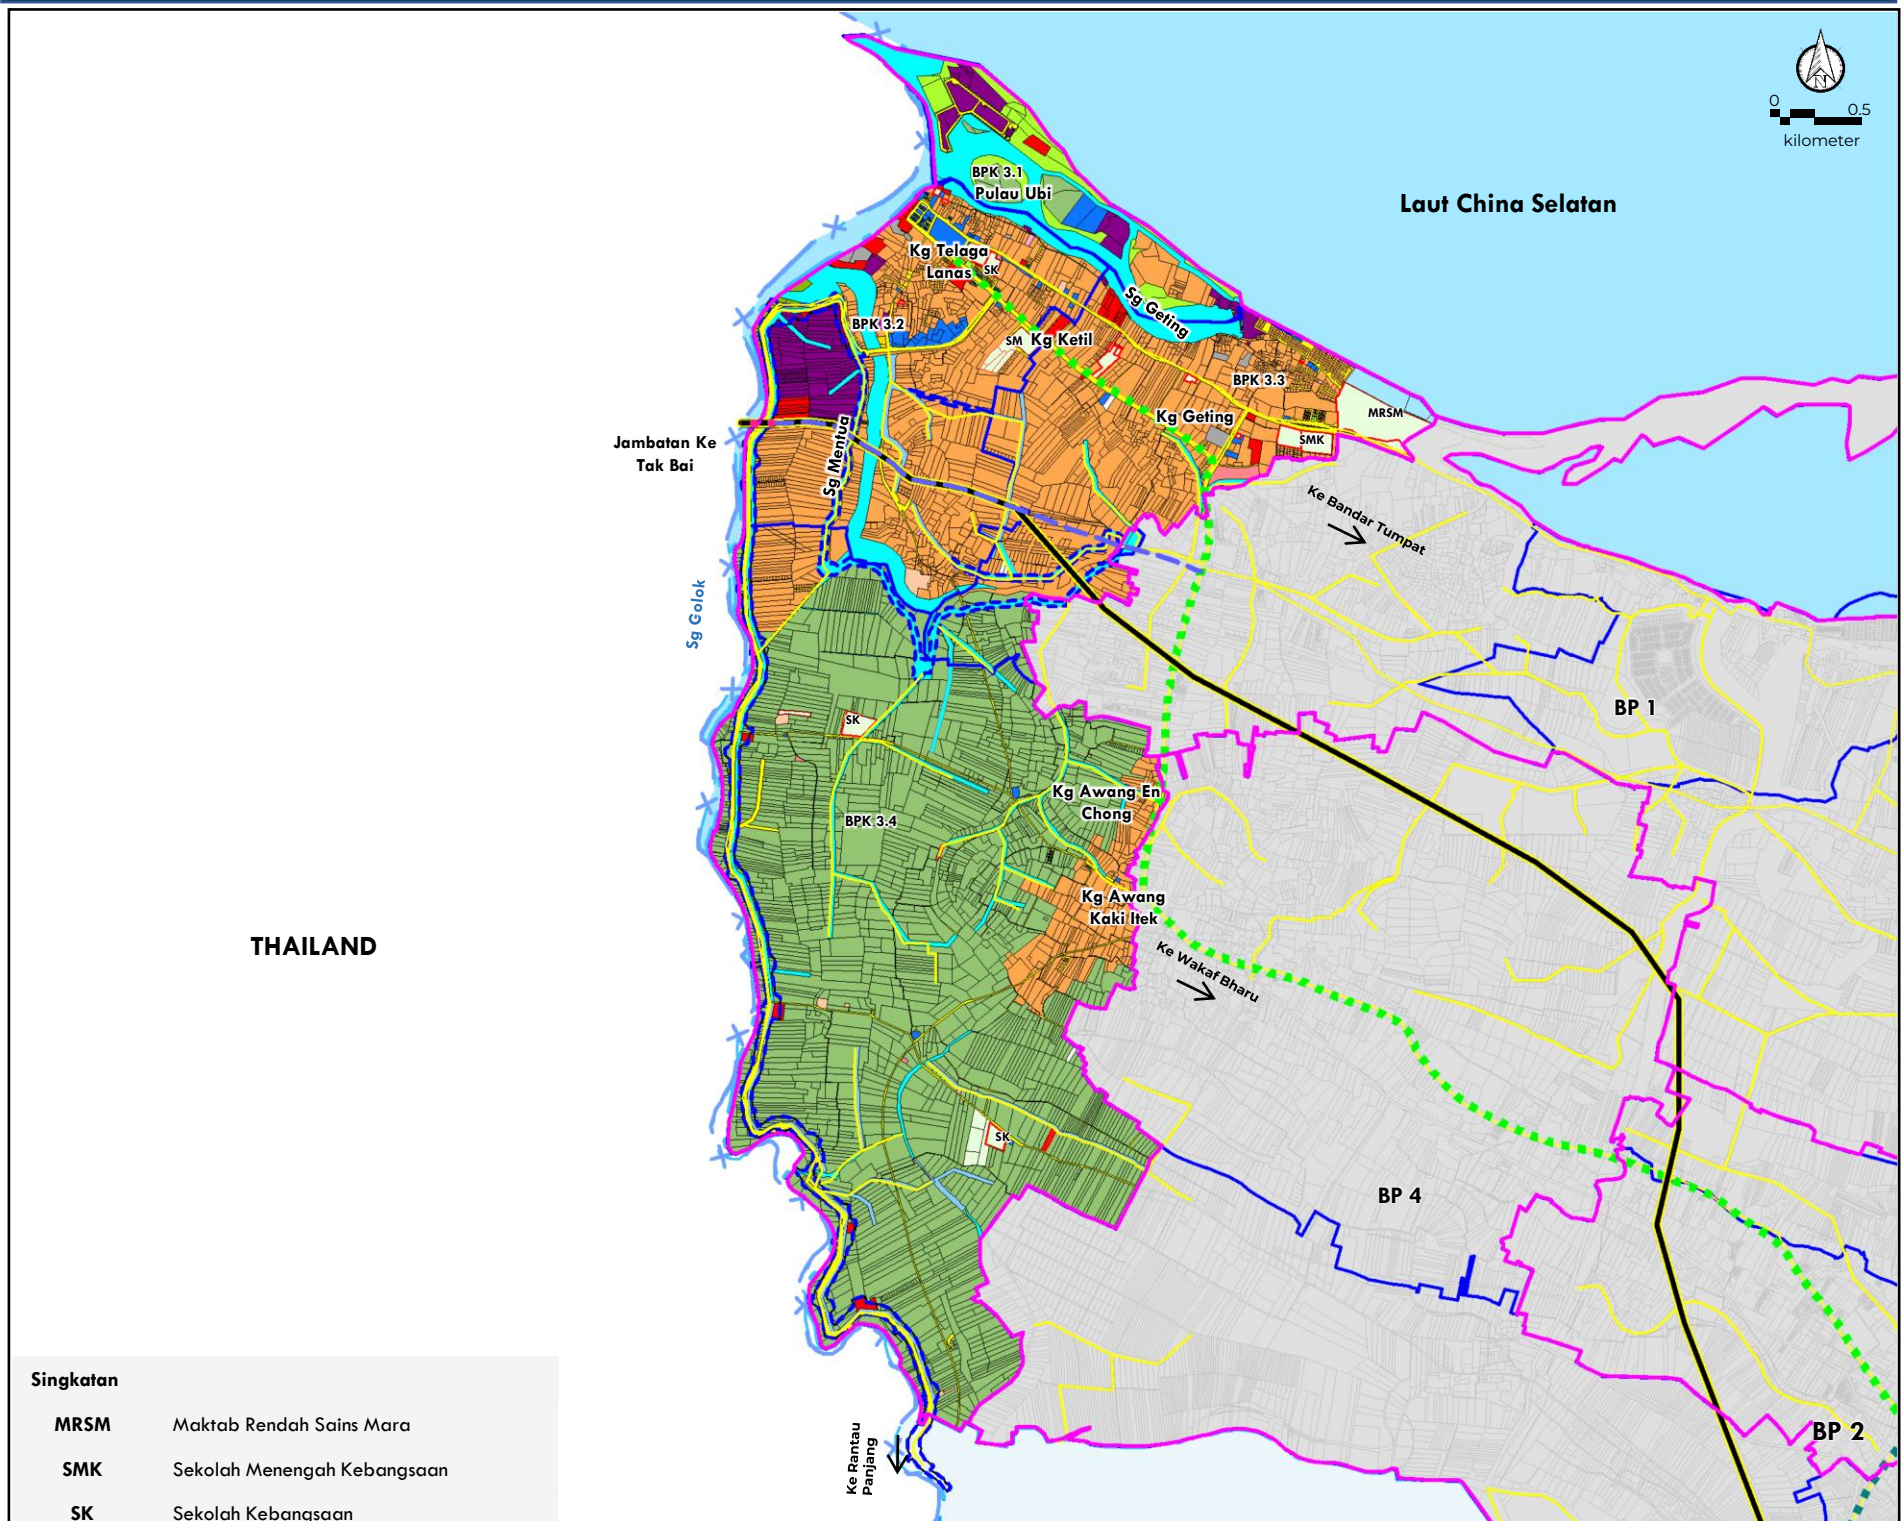 N
0 0.5
kilometer
Laut China Selatan
BPK 3.1
Pulau Ubi
Kg Telaga
Lanas
SK
Sg Geting
BPK 3.2
SM
Kg Ketil
BPK 3.3
MRSM
Kg Geting
SMK
Jambatan Ke
Tak Bai
Sg Mentua
Ke Bandar Tumpat
Sg Golok
BP 1
SK
Kg Awang En
Chong
BPK 3.4
Kg Awang
Kaki Itek
THAILAND
Ke Wakaf Bharu
SK
BP 4
Singkatan
MRSM Maktab Rendah Sains Mara
SMK Sekolah Menengah Kebangsaan
SK Sekolah Kebangsaan
Ke Rantau
Panjang
BP 2